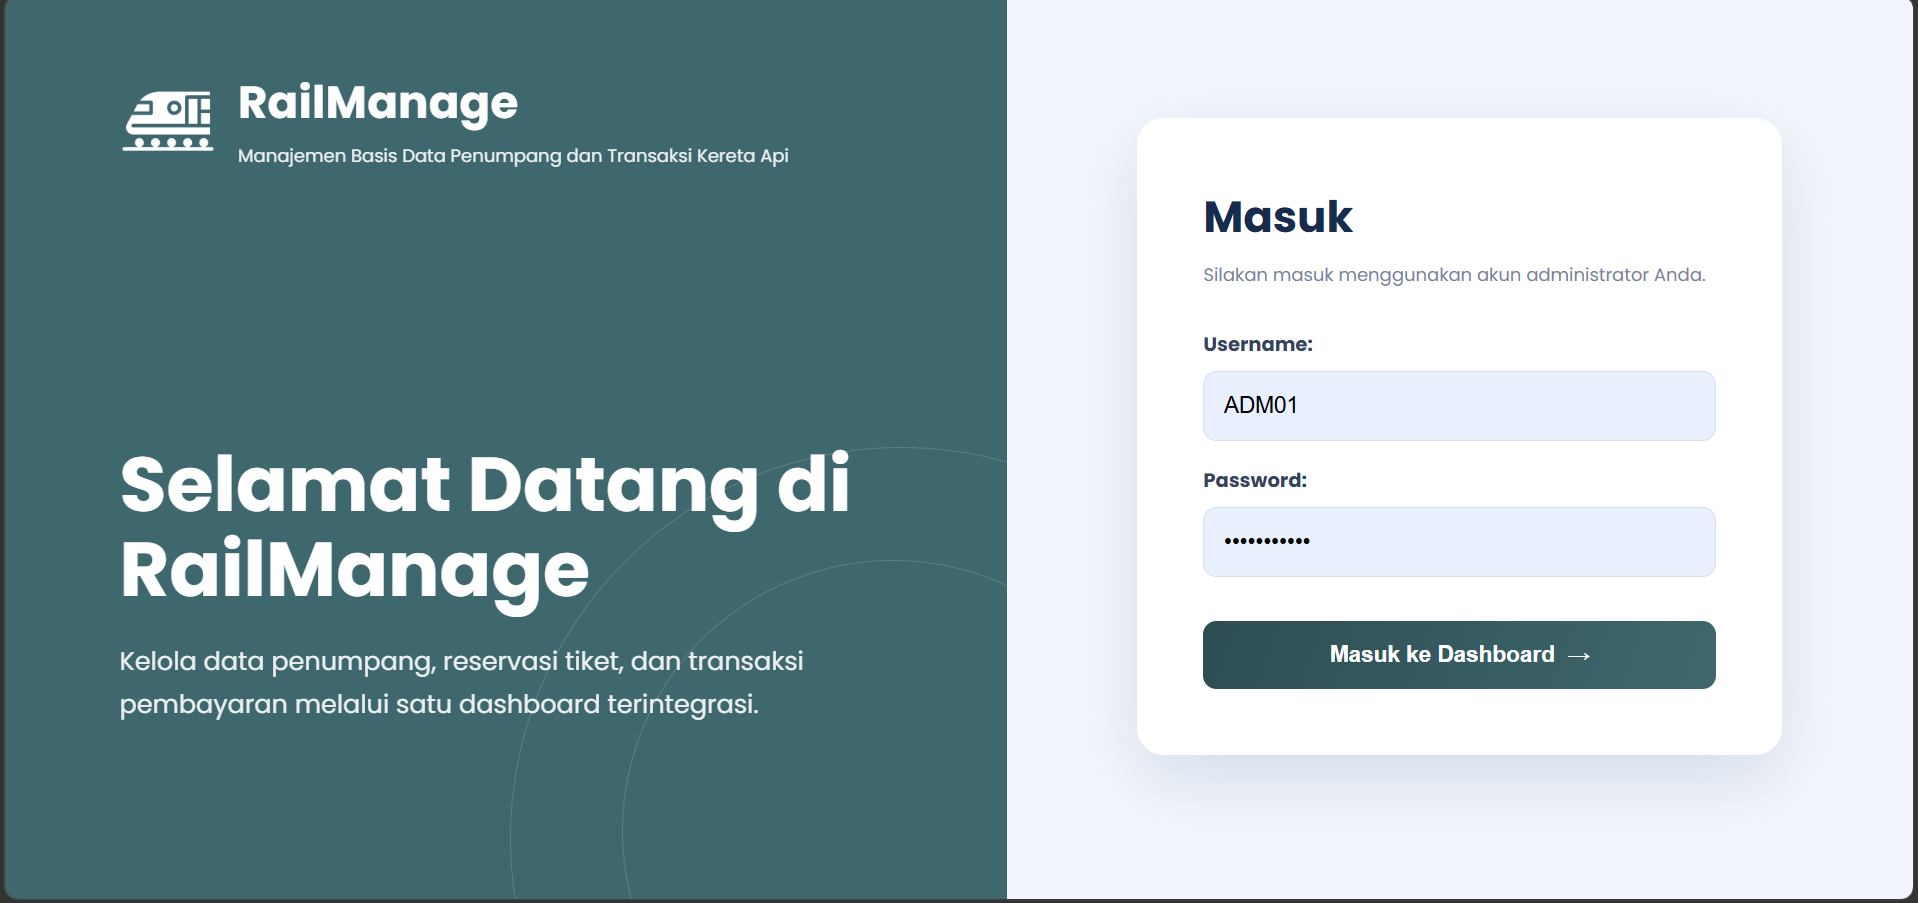 RailManage
Manajemen Basis Data Penumpang dan Transaksi Kereta Api
Selamat Datang di
RailManage
Kelola data penumpang, reservasi tiket, dan transaksi
pembayaran melalui satu dashboard terintegrasi.
Masuk
Silakan masuk menggunakan akun administrator Anda.
Username:
ADM01
Password:
•••••••••••
Masuk ke Dashboard →